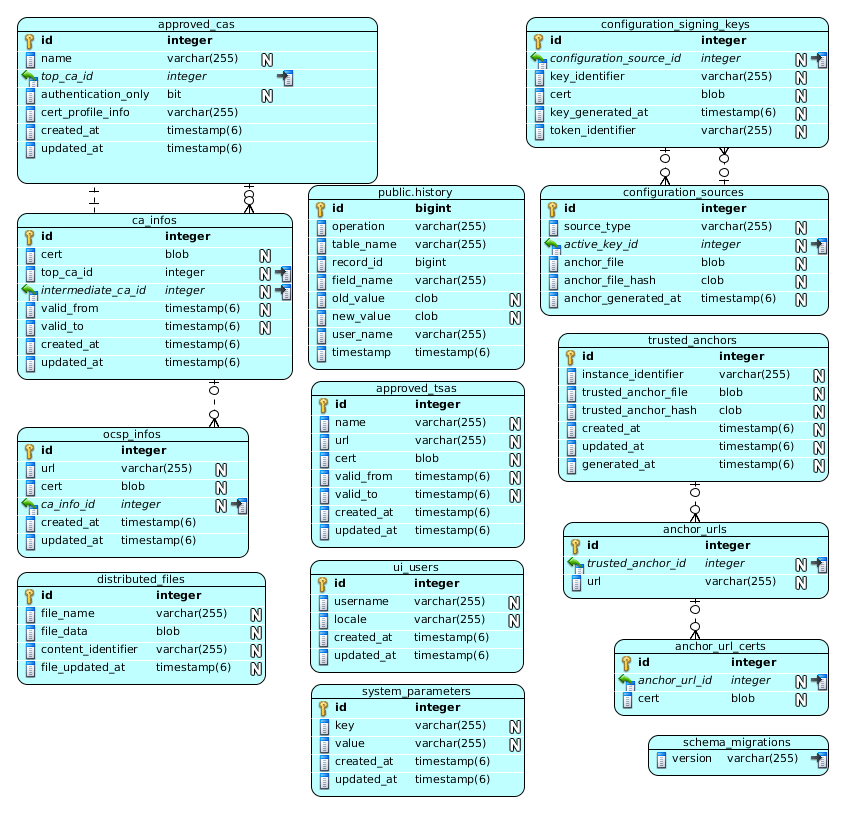 approved_cas
id integer
name varchar(255) N
top_ca_id integer
authentication_only bit N
cert_profile_info varchar(255)
created_at timestamp(6)
updated_at timestamp(6)
ca_infos
id integer
cert blob N
top_ca_id integer N
intermediate_ca_id integer N
valid_from timestamp(6) N
valid_to timestamp(6) N
created_at timestamp(6)
updated_at timestamp(6)
ocsp_infos
id integer
url varchar(255) N
cert blob N
ca_info_id integer N
created_at timestamp(6)
updated_at timestamp(6)
distributed_files
id integer
file_name varchar(255) N
file_data blob N
content_identifier varchar(255) N
file_updated_at timestamp(6) N
public.history
id bigint
operation varchar(255)
table_name varchar(255)
record_id bigint
field_name varchar(255)
old_value clob N
new_value clob N
user_name varchar(255)
timestamp timestamp(6)
approved_tsas
id integer
name varchar(255) N
url varchar(255) N
cert blob N
valid_from timestamp(6) N
valid_to timestamp(6) N
created_at timestamp(6)
updated_at timestamp(6)
ui_users
id integer
username varchar(255) N
locale varchar(255) N
created_at timestamp(6)
updated_at timestamp(6)
system_parameters
id integer
key varchar(255) N
value varchar(255) N
created_at timestamp(6)
updated_at timestamp(6)
configuration_signing_keys
id integer
configuration_source_id integer N
key_identifier varchar(255) N
cert blob N
key_generated_at timestamp(6) N
token_identifier varchar(255) N
configuration_sources
id integer
source_type varchar(255) N
active_key_id integer N
anchor_file blob N
anchor_file_hash clob N
anchor_generated_at timestamp(6) N
trusted_anchors
id integer
instance_identifier varchar(255) N
trusted_anchor_file blob N
trusted_anchor_hash clob N
created_at timestamp(6) N
updated_at timestamp(6) N
generated_at timestamp(6) N
anchor_urls
id integer
trusted_anchor_id integer N
url varchar(255) N
anchor_url_certs
id integer
anchor_url_id integer N
cert blob N
schema_migrations
version varchar(255)